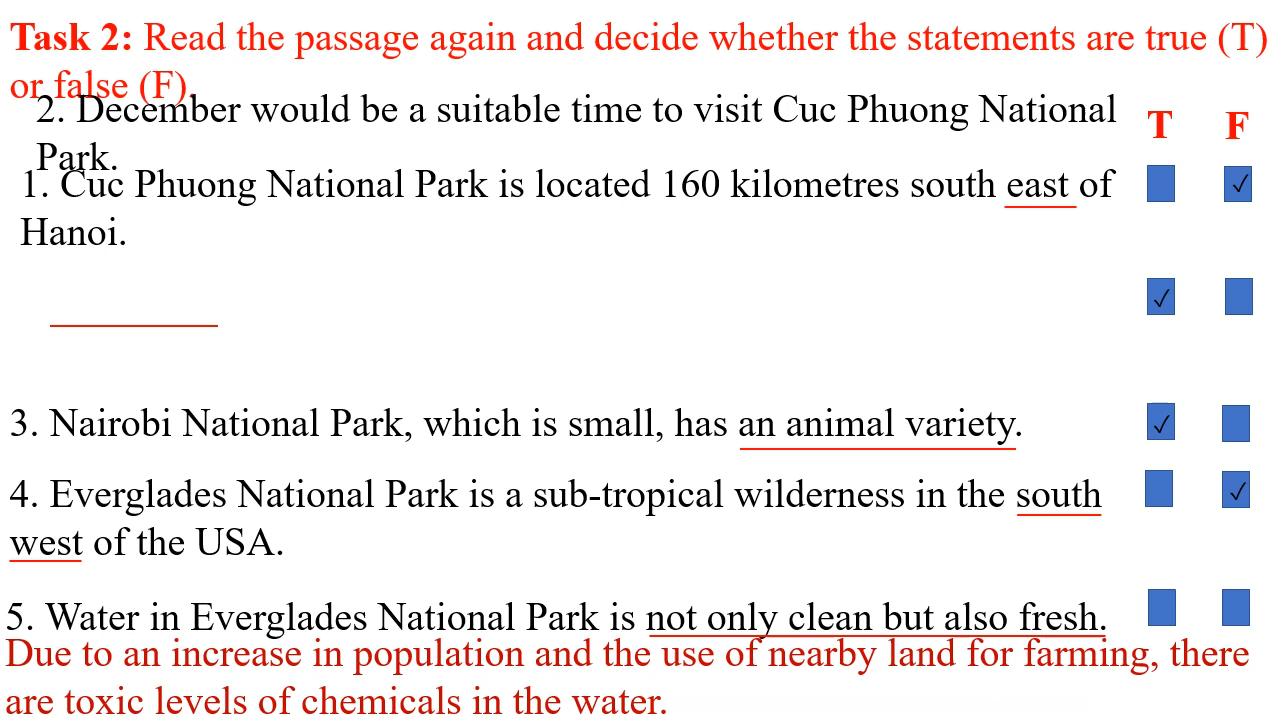 Task 2: Read the passage again and decide whether the statements are true (T)
or false (F).
2. December would be a suitable time to visit Cuc Phuong National
Park.
T F
1. Cuc Phuong National Park is located 160 kilometres south east of
Hanoi.
3. Nairobi National Park, which is small, has an animal variety.
4. Everglades National Park is a sub-tropical wilderness in the south
west of the USA.
5. Water in Everglades National Park is not only clean but also fresh.
Due to an increase in population and the use of nearby land for farming, there
are toxic levels of chemicals in the water.